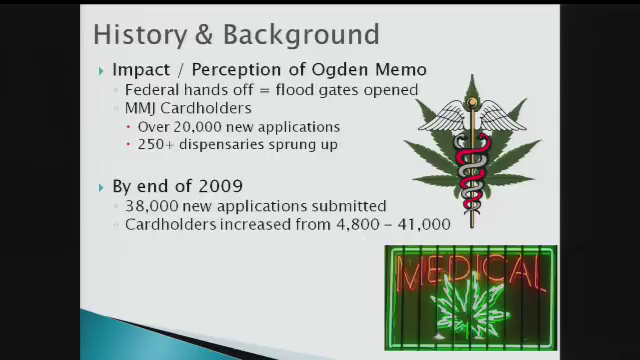 History & Background
Impact / Perception of Ogden Memo
Federal hands off = flood gates opened
MMJ Cardholders
Over 20,000 new applications
250+ dispensaries sprung up
By end of 2009
38,000 new applications submitted
Cardholders increased from 4,800 – 41,000
MEDICAL